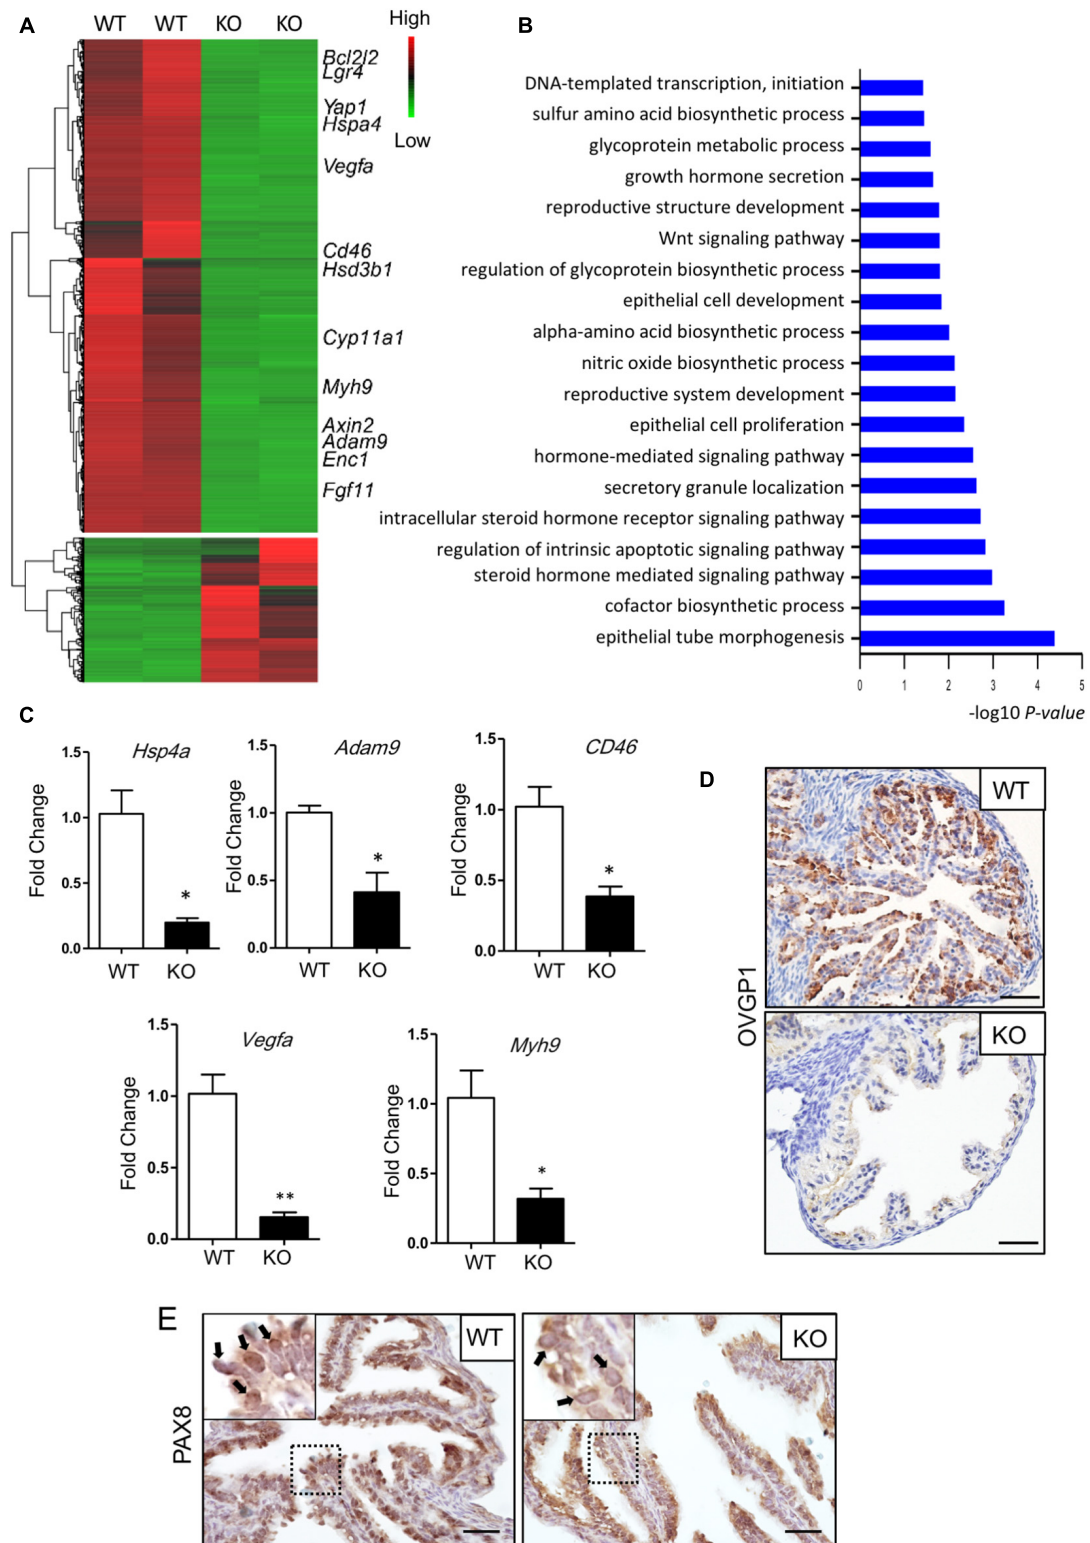 A
WT WT KO KO
High
Low
Bcl2l2
Lgr4
Yap1
Hspa4
Vegfa
Cd46
Hsd3b1
Cyp11a1
Myh9
Axin2
Adam9
Enc1
Fgf11
B
DNA-templated transcription, initiation
sulfur amino acid biosynthetic process
glycoprotein metabolic process
growth hormone secretion
reproductive structure development
Wnt signaling pathway
regulation of glycoprotein biosynthetic process
epithelial cell development
alpha-amino acid biosynthetic process
nitric oxide biosynthetic process
reproductive system development
epithelial cell proliferation
hormone-mediated signaling pathway
secretory granule localization
intracellular steroid hormone receptor signaling pathway
regulation of intrinsic apoptotic signaling pathway
steroid hormone mediated signaling pathway
cofactor biosynthetic process
epithelial tube morphogenesis
0 1 2 3 4 5
-log10 P-value
C
Hsp4a
Fold Change
1.5
1.0
0.5
0.0
*
WT KO
Adam9
Fold Change
1.5
1.0
0.5
0.0
*
WT KO
CD46
Fold Change
1.5
1.0
0.5
0.0
*
WT KO
Vegfa
Fold Change
1.5
1.0
0.5
0.0
**
WT KO
Myh9
Fold Change
1.5
1.0
0.5
0.0
*
WT KO
D
OVGP1
WT
KO
E
PAX8
WT
KO